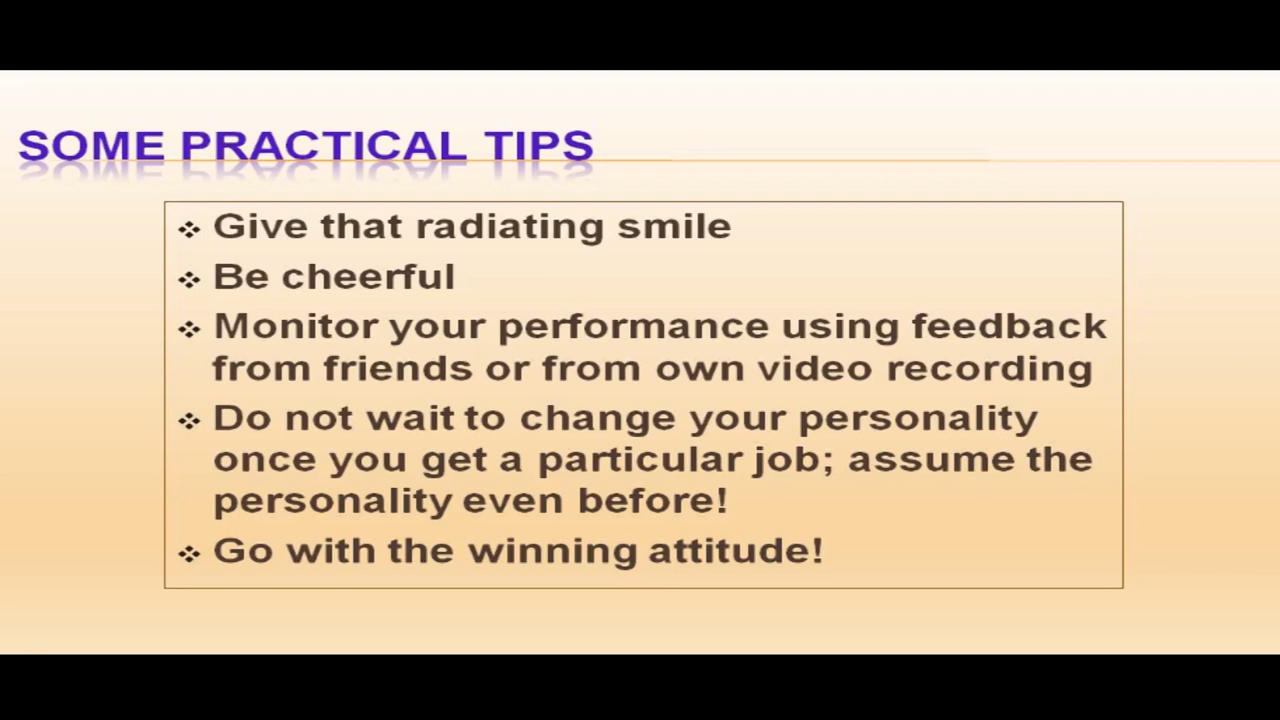 SOME PRACTICAL TIPS
❖ Give that radiating smile
❖ Be cheerful
❖ Monitor your performance using feedback
from friends or from own video recording
❖ Do not wait to change your personality
once you get a particular job; assume the
personality even before!
❖ Go with the winning attitude!